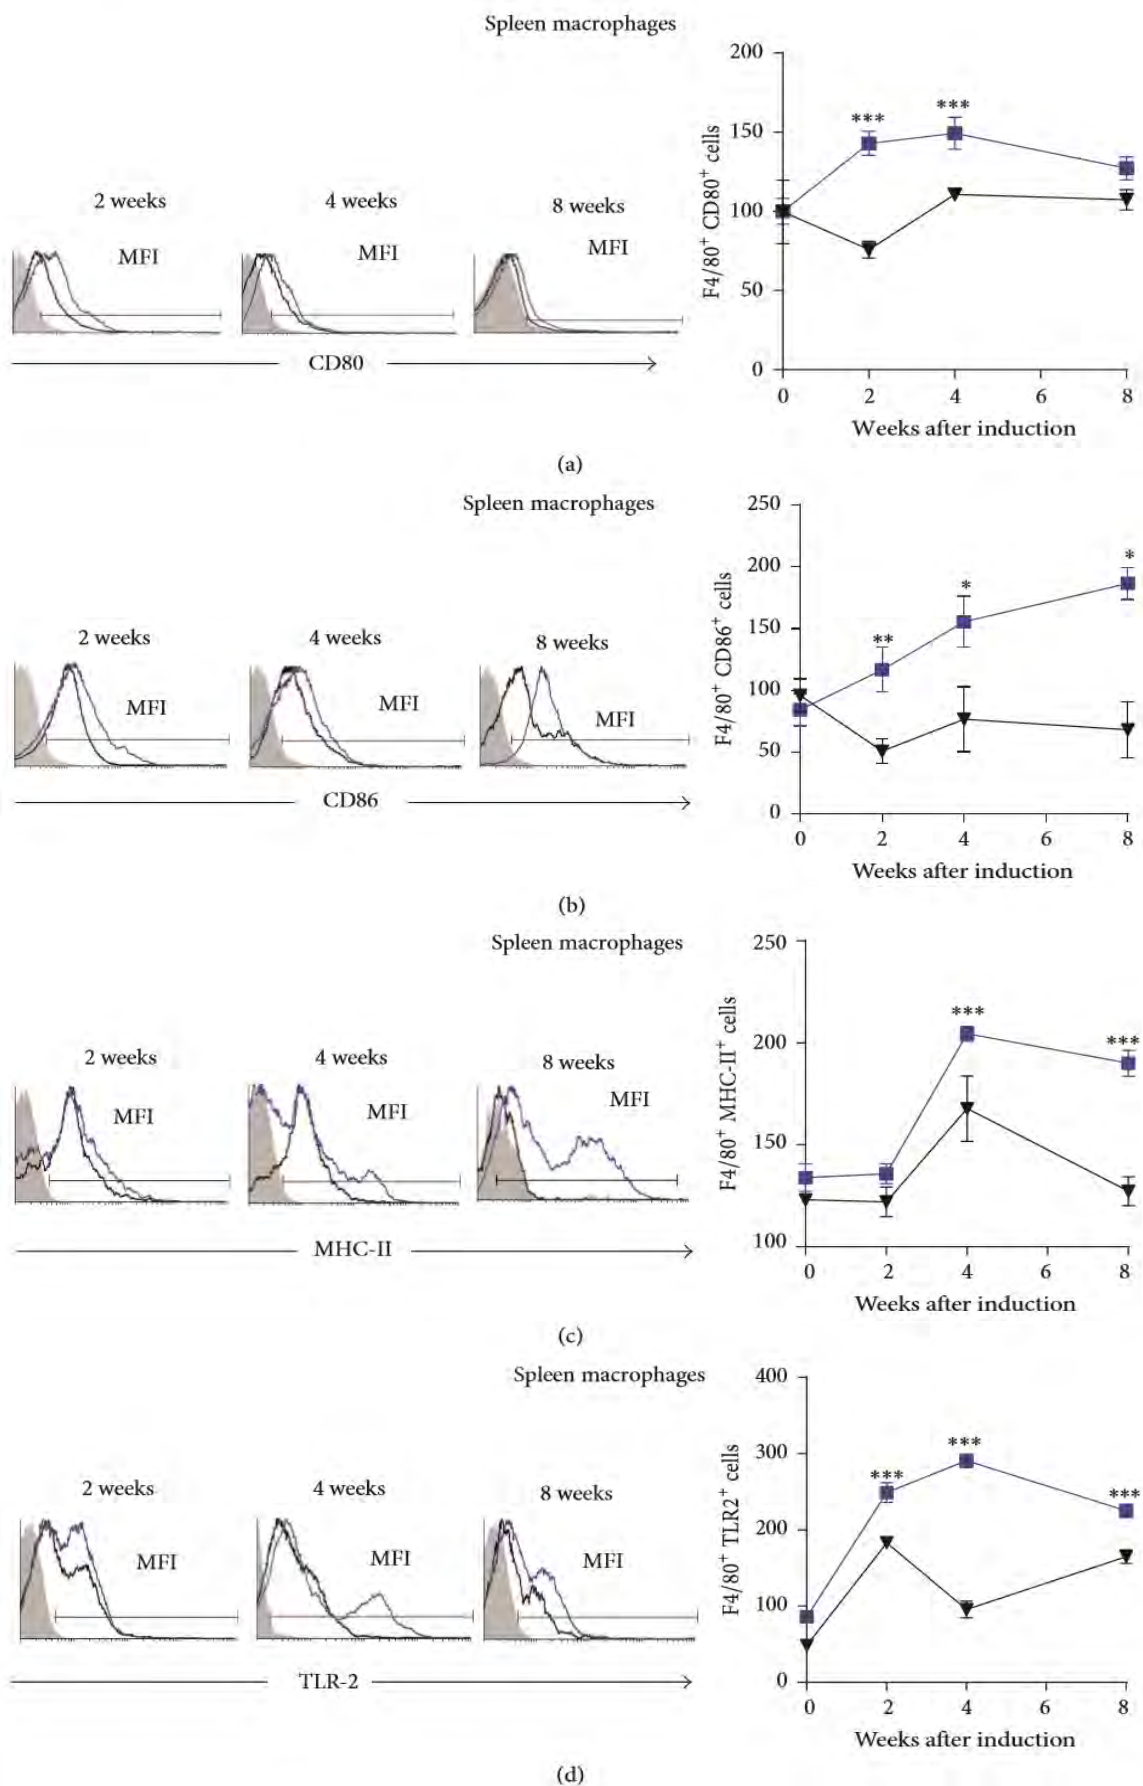 Spleen macrophages
2 weeks
4 weeks
8 weeks
MFI
MFI
MFI
CD80
F4/80⁺ CD80⁺ cells
200
150
100
50
0
***
***
0 2 4 6 8
Weeks after induction
(a)
Spleen macrophages
2 weeks
4 weeks
8 weeks
MFI
MFI
MFI
CD86
F4/80⁺ CD86⁺ cells
250
200
150
100
50
0
**
*
*
0 2 4 6 8
Weeks after induction
(b)
Spleen macrophages
2 weeks
4 weeks
8 weeks
MFI
MFI
MFI
MHC-II
F4/80⁺ MHC-II⁺ cells
250
200
150
100
***
***
0 2 4 6 8
Weeks after induction
(c)
Spleen macrophages
2 weeks
4 weeks
8 weeks
MFI
MFI
MFI
TLR-2
F4/80⁺ TLR2⁺ cells
400
300
200
100
0
***
***
***
0 2 4 6 8
Weeks after induction
(d)